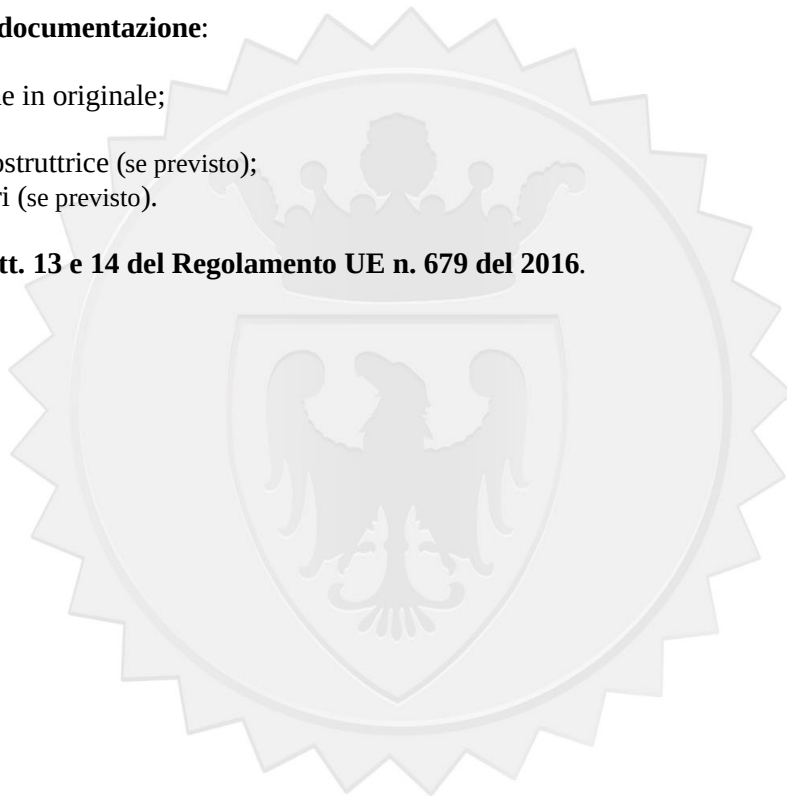 documentazione:
e in originale;
ostruttrice (se previsto);
ri (se previsto).
tt. 13 e 14 del Regolamento UE n. 679 del 2016.